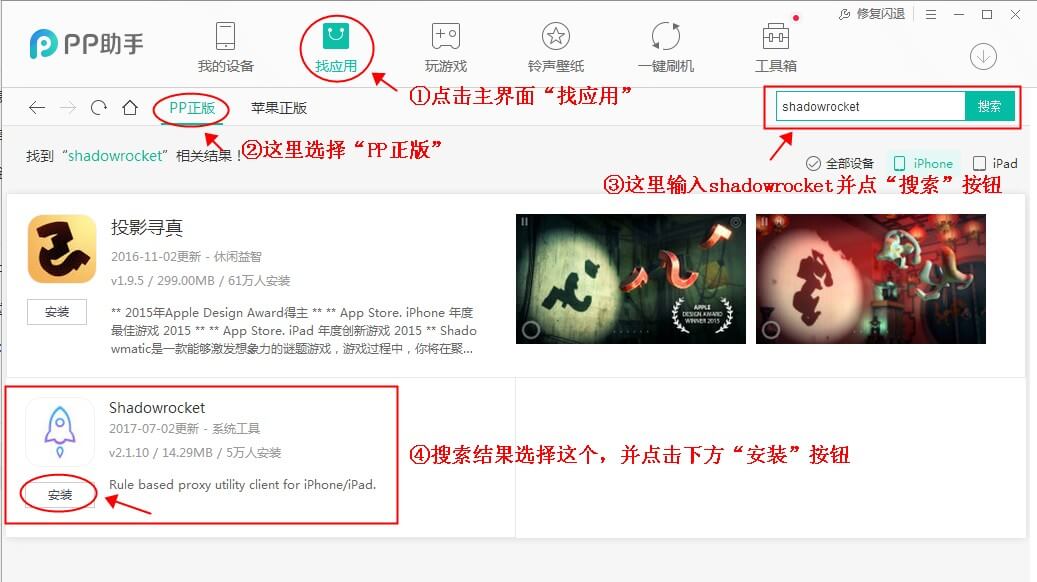 修复闪退
PP助手
我的设备
找应用
玩游戏
铃声壁纸
一键刷机
工具箱
①点击主界面“找应用”
PP正版
苹果正版
shadowrocket
搜索
②这里选择“PP正版”
找到“shadowrocket”相关结果！
全部设备
iPhone
iPad
③这里输入shadowrocket并点“搜索”按钮
投影寻真
2016-11-02更新 - 休闲益智
v1.9.5 / 299.00MB / 61万人安装
安装
** 2015年Apple Design Award得主 ** ** App Store. iPhone 年度
最佳游戏 2015 ** ** App Store. iPad 年度创新游戏 2015 ** Shado
wmatic是一款能够激发想象力的谜题游戏，游戏过程中，你将在聚...
APPLE
DESIGN AWARD
WINNER 2015
Shadowrocket
2017-07-02更新 - 系统工具
v2.1.10 / 14.29MB / 5万人安装
Rule based proxy utility client for iPhone/iPad.
安装
④搜索结果选择这个，并点击下方“安装”按钮